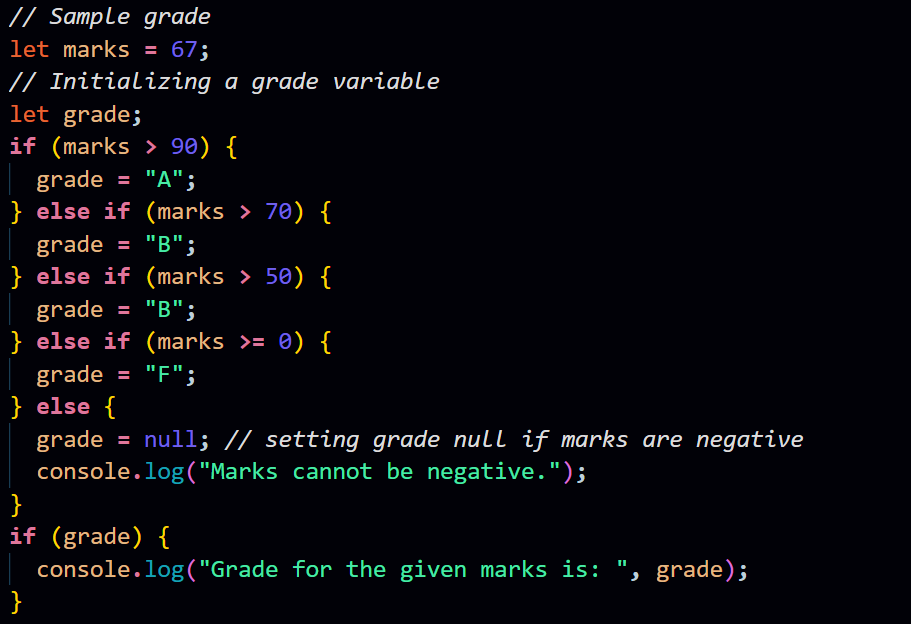 // Sample grade
let marks = 67;
// Initializing a grade variable
let grade;
if (marks > 90) {
  grade = "A";
} else if (marks > 70) {
  grade = "B";
} else if (marks > 50) {
  grade = "B";
} else if (marks >= 0) {
  grade = "F";
} else {
  grade = null; // setting grade null if marks are negative
  console.log("Marks cannot be negative.");
}
if (grade) {
  console.log("Grade for the given marks is: ", grade);
}